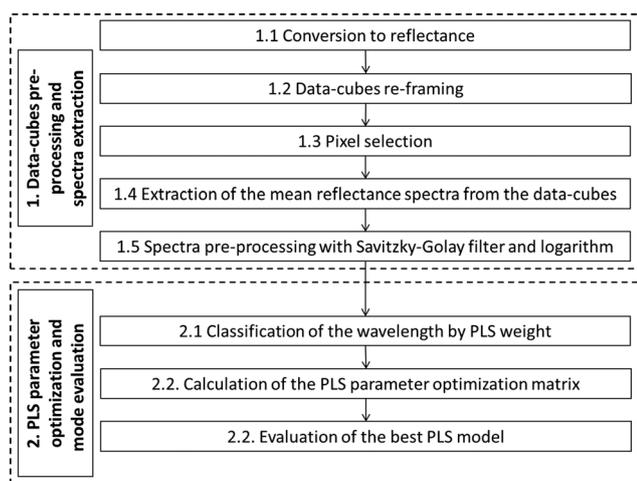 1. Data-cubes pre-
processing and
spectra extraction
1.1 Conversion to reflectance
1.2 Data-cubes re-framing
1.3 Pixel selection
1.4 Extraction of the mean reflectance spectra from the data-cubes
1.5 Spectra pre-processing with Savitzky-Golay filter and logarithm
2. PLS parameter
optimization and
mode evaluation
2.1 Classification of the wavelength by PLS weight
2.2. Calculation of the PLS parameter optimization matrix
2.2. Evaluation of the best PLS model